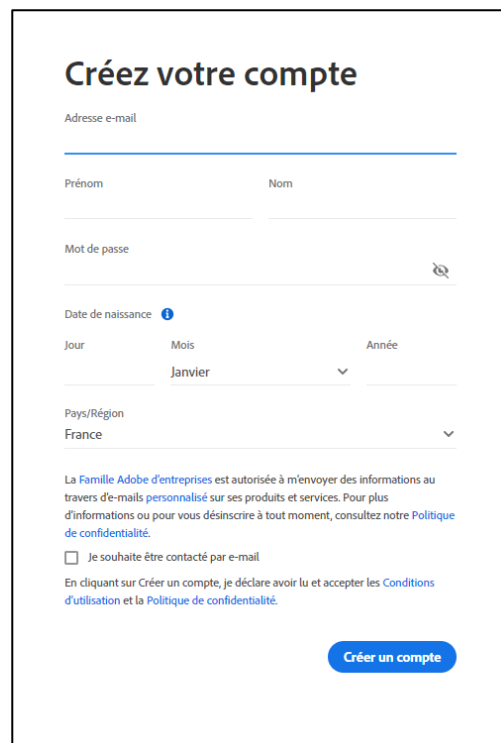 Créez votre compte
Adresse e-mail
Prénom Nom
Mot de passe
Date de naissance
Jour Mois Année
Janvier
Pays/Région
France
La Famille Adobe d'entreprises est autorisée à m'envoyer des informations au
travers d'e-mails personnalisé sur ses produits et services. Pour plus
d'informations ou pour vous désinscrire à tout moment, consultez notre Politique
de confidentialité.
Je souhaite être contacté par e-mail
En cliquant sur Créer un compte, je déclare avoir lu et accepter les Conditions
d'utilisation et la Politique de confidentialité.
Créer un compte